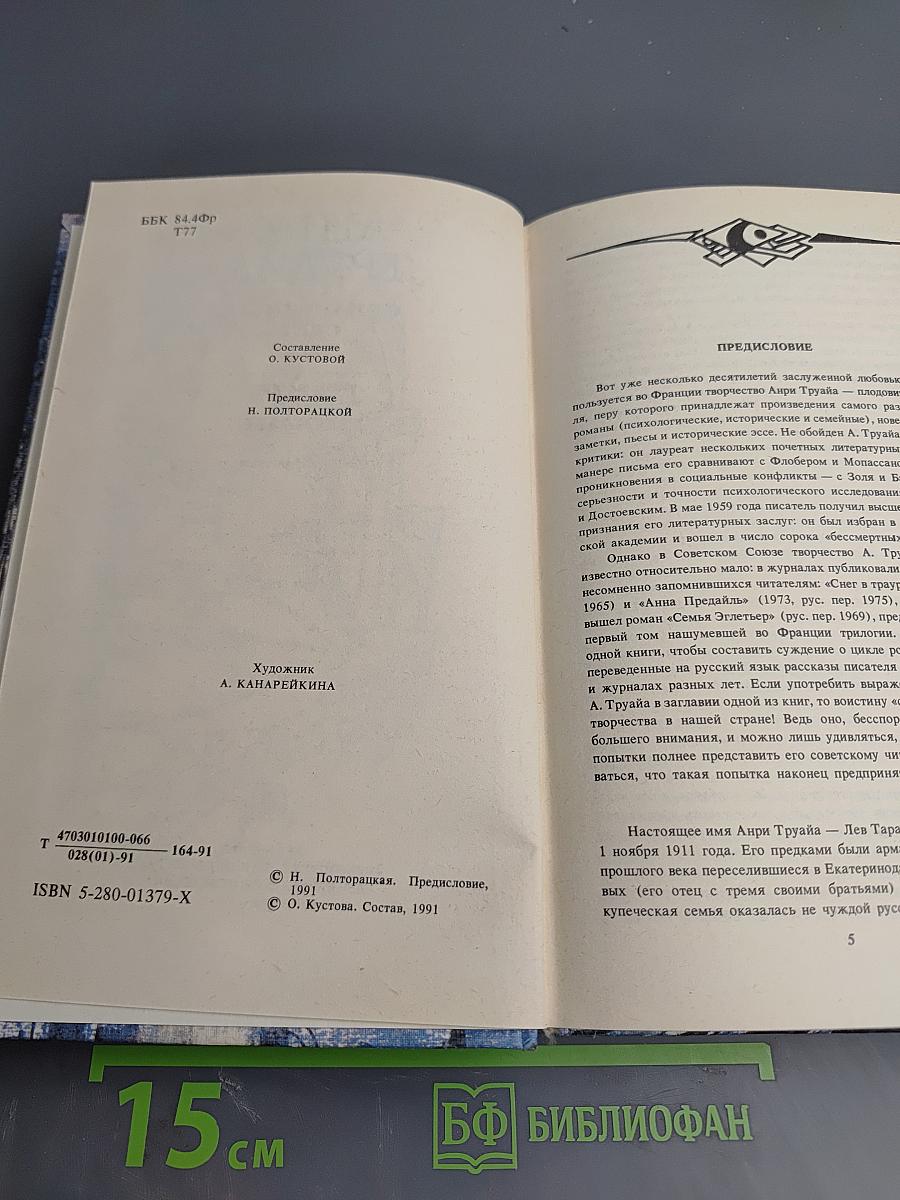 ББК 84.4Фр
Т77
Составление
О. КУСТОВОЙ
Предисловие
Н. ПОЛТОРАЦКОЙ
Художник
А. КАНАРЕЙКИНА
Т 4703010100-066
028(01)-91
164-91
ISBN 5-280-01379-X
© Н. Полторацкая. Предисловие,
1991
© О. Кустова. Состав, 1991
ПРЕДИСЛОВИЕ
Вот уже несколько десятилетий заслуженной любовью
пользуется во Франции творчество Анри Труайа — плодови
ля, перу которого принадлежат произведения самого раз
романы (психологические, исторические и семейные), нове
заметки, пьесы и исторические эссе. Не обойден А. Труайа
критики: он лауреат нескольких почетных литературны
манере письма его сравнивают с Флобером и Мопассано
проникновения в социальные конфликты — с Золя и Б
серьезности и точности психологического исследовани
и Достоевским. В мае 1959 года писатель получил высше
признания его литературных заслуг: он был избран в
ской академии и вошел в число сорока «бессмертных
Однако в Советском Союзе творчество А. Тру
известно относительно мало: в журналах публиковали
несомненно запомнившихся читателям: «Снег в траур
1965) и «Анна Предайль» (1973, рус. пер. 1975),
вышел роман «Семья Эглетьер» (рус. пер. 1969), пред
первый том нашумевшей во Франции трилогии.
одной книги, чтобы составить суждение о цикле ро
переведенные на русский язык рассказы писателя
и журналах разных лет. Если употребить выраже
А. Труайа в заглавии одной из книг, то воистину «с
творчества в нашей стране! Ведь оно, бесспор
большего внимания, и можно лишь удивляться,
попытки полнее представить его советскому чи
ваться, что такая попытка наконец предприня
Настоящее имя Анри Труайа — Лев Тара
1 ноября 1911 года. Его предками были арм
прошлого века переселившиеся в Екатеринод
вых (его отец с тремя своими братьями)
купеческая семья оказалась не чуждой рус
5
15 см
БФ БИБЛИОФАН